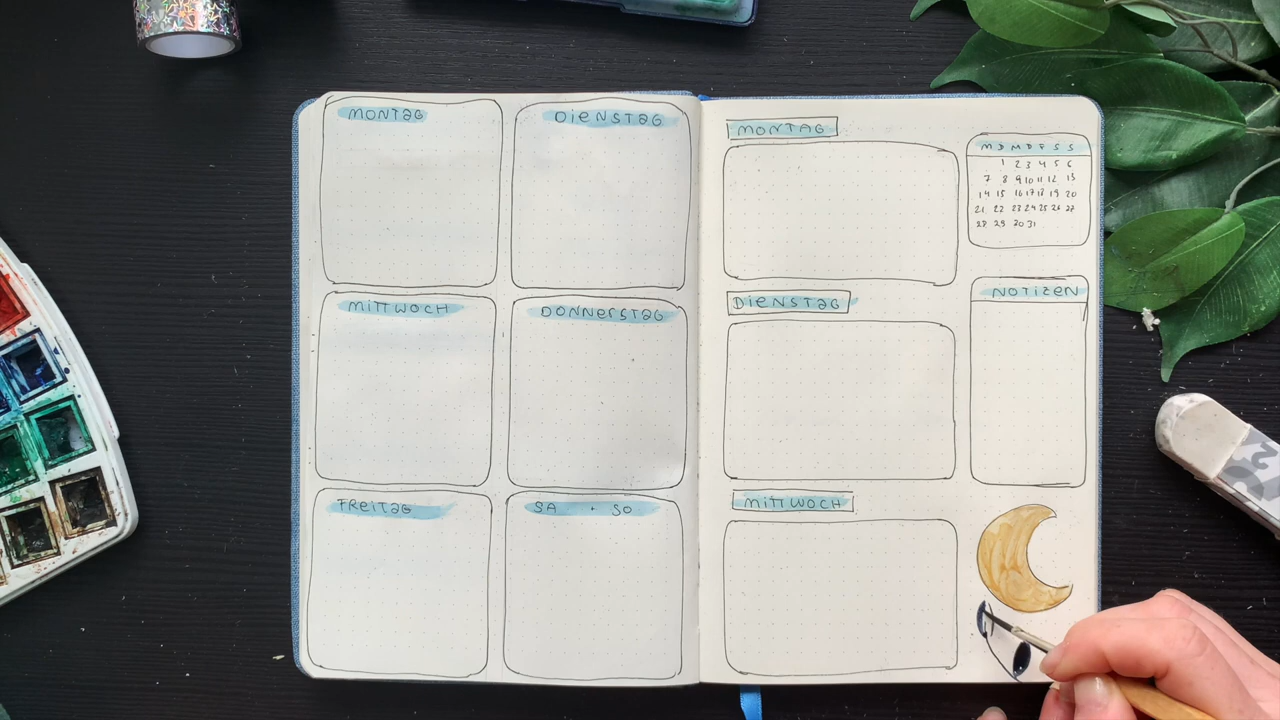 MONTAG
DIENSTAG
MITTWOCH
DONNERSTAG
FREITAG
SA + SO
MONTAG
DIENSTAG
MITTWOCH
M D M D F S S
1 2 3 4 5 6
7 8 9 10 11 12 13
14 15 16 17 18 19 20
21 22 23 24 25 26 27
28 29 30 31
NOTIZEN